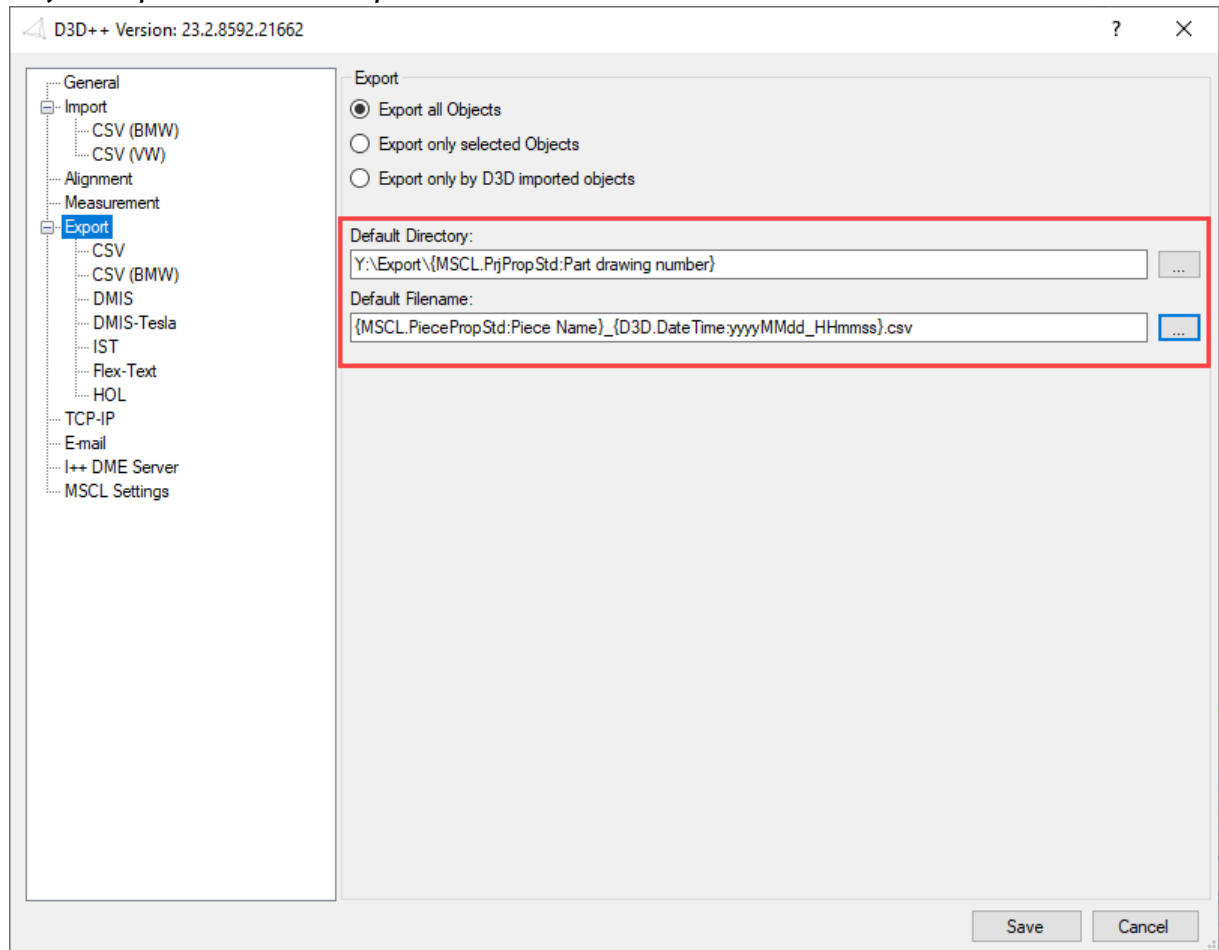 D3D++ Version: 23.2.8592.21662
?
General
Import
CSV (BMW)
CSV (VW)
Alignment
Measurement
Export
CSV
CSV (BMW)
DMIS
DMIS-Tesla
IST
Flex-Text
HOL
TCP-IP
E-mail
I++ DME Server
MSCL Settings
Export
Export all Objects
Export only selected Objects
Export only by D3D imported objects
Default Directory:
Y:\Export\{MSCL.PrjPropStd:Part drawing number}
...
Default Filename:
{MSCL.PiecePropStd:Piece Name}_{D3D.DateTime:yyyyMMdd_HHmmss}.csv
...
Save
Cancel